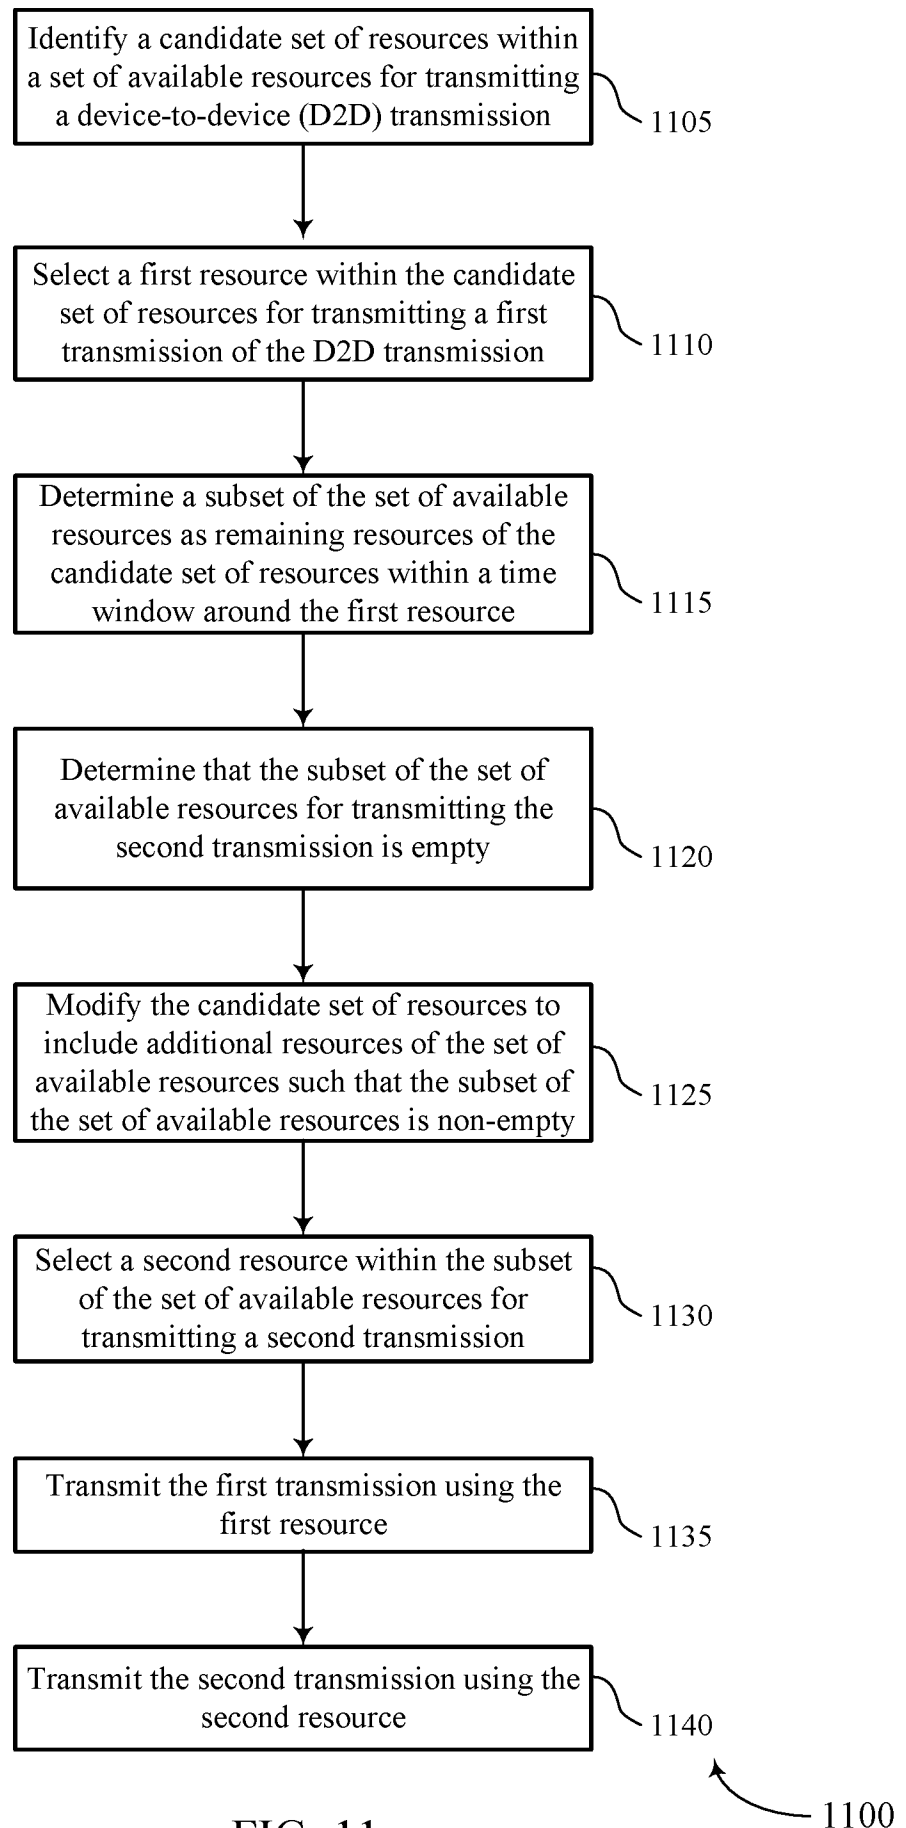 Identify a candidate set of resources within
a set of available resources for transmitting
a device-to-device (D2D) transmission
1105
Select a first resource within the candidate
set of resources for transmitting a first
transmission of the D2D transmission
1110
Determine a subset of the set of available
resources as remaining resources of the
candidate set of resources within a time
window around the first resource
1115
Determine that the subset of the set of
available resources for transmitting the
second transmission is empty
1120
Modify the candidate set of resources to
include additional resources of the set of
available resources such that the subset of
the set of available resources is non-empty
1125
Select a second resource within the subset
of the set of available resources for
transmitting a second transmission
1130
Transmit the first transmission using the
first resource
1135
Transmit the second transmission using the
second resource
1140
1100
FIG. 11